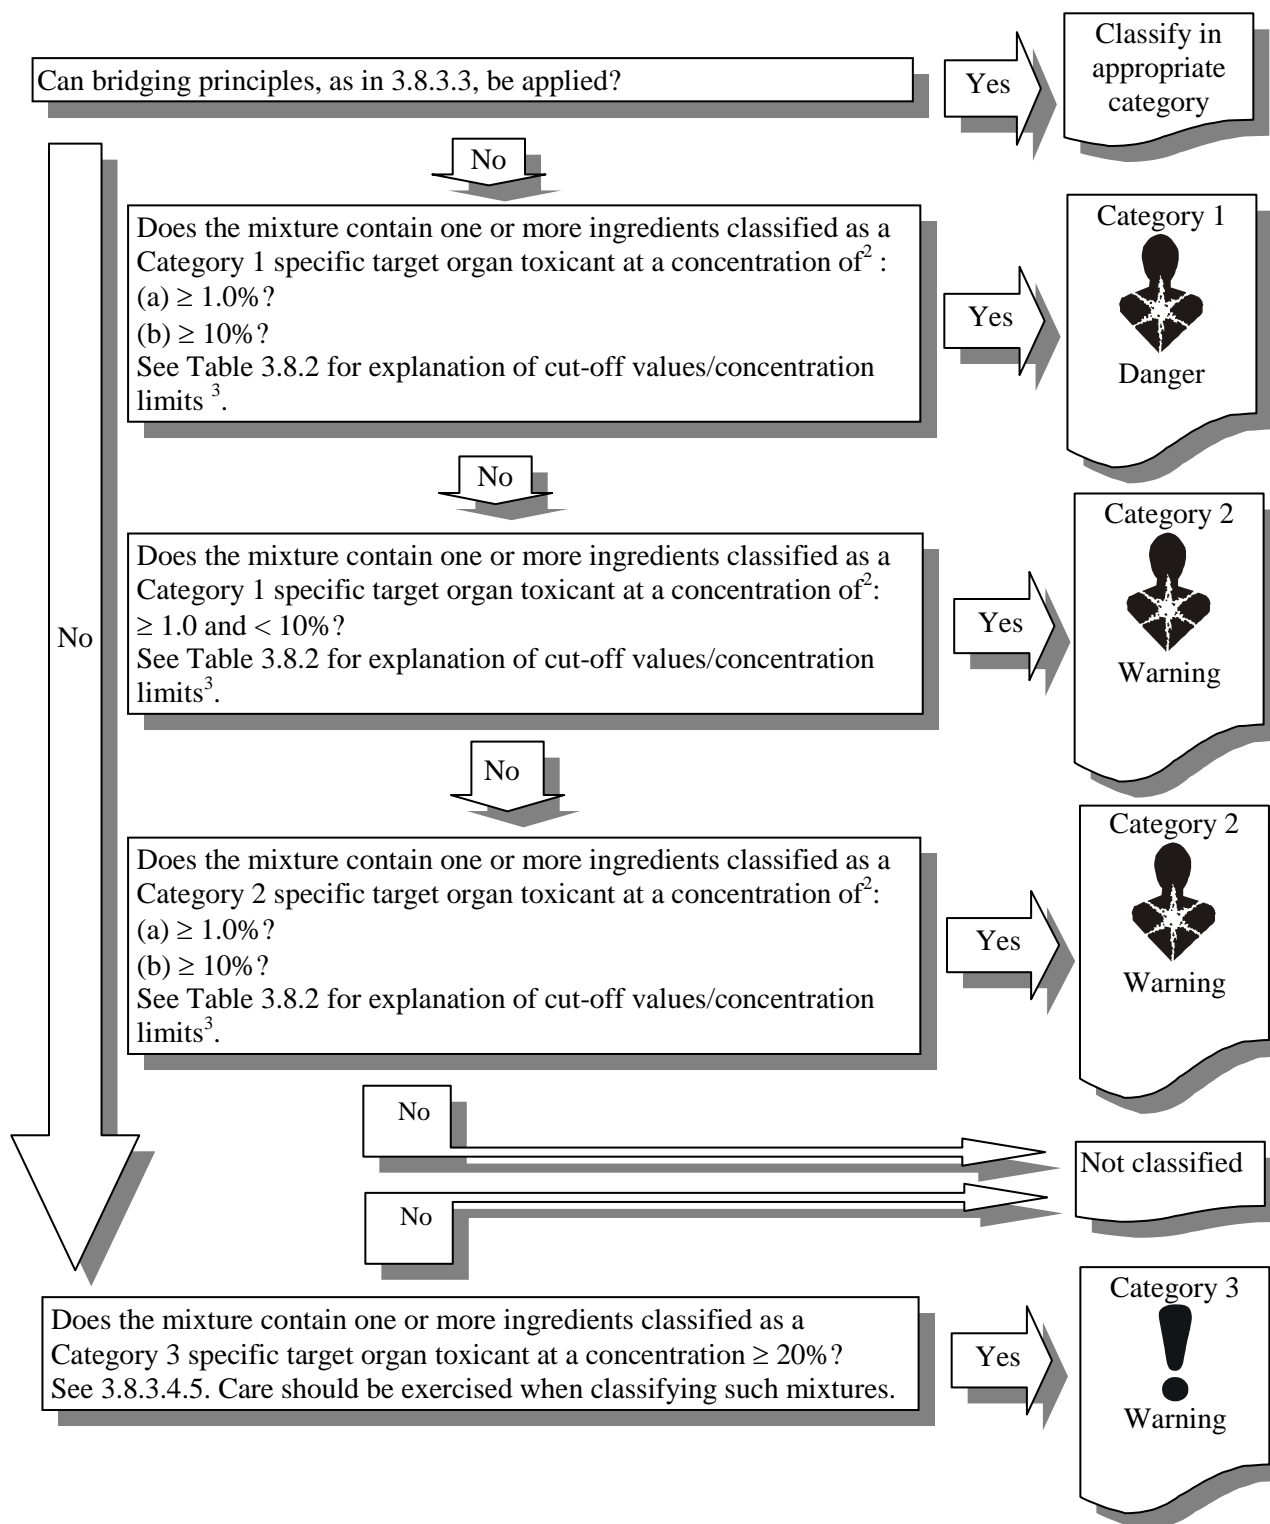 Can bridging principles, as in 3.8.3.3, be applied?
Yes
Classify in
appropriate
category
No
Does the mixture contain one or more ingredients classified as a
Category 1 specific target organ toxicant at a concentration of² :
(a) ≥ 1.0%?
(b) ≥ 10%?
See Table 3.8.2 for explanation of cut-off values/concentration
limits ³.
Yes
Category 1
Danger
No
Does the mixture contain one or more ingredients classified as a
Category 1 specific target organ toxicant at a concentration of²:
≥ 1.0 and < 10%?
See Table 3.8.2 for explanation of cut-off values/concentration
limits³.
Yes
Category 2
Warning
No
No
Does the mixture contain one or more ingredients classified as a
Category 2 specific target organ toxicant at a concentration of²:
(a) ≥ 1.0%?
(b) ≥ 10%?
See Table 3.8.2 for explanation of cut-off values/concentration
limits³.
Yes
Category 2
Warning
No
Not classified
No
Does the mixture contain one or more ingredients classified as a
Category 3 specific target organ toxicant at a concentration ≥ 20%?
See 3.8.3.4.5. Care should be exercised when classifying such mixtures.
Yes
Category 3
!
Warning